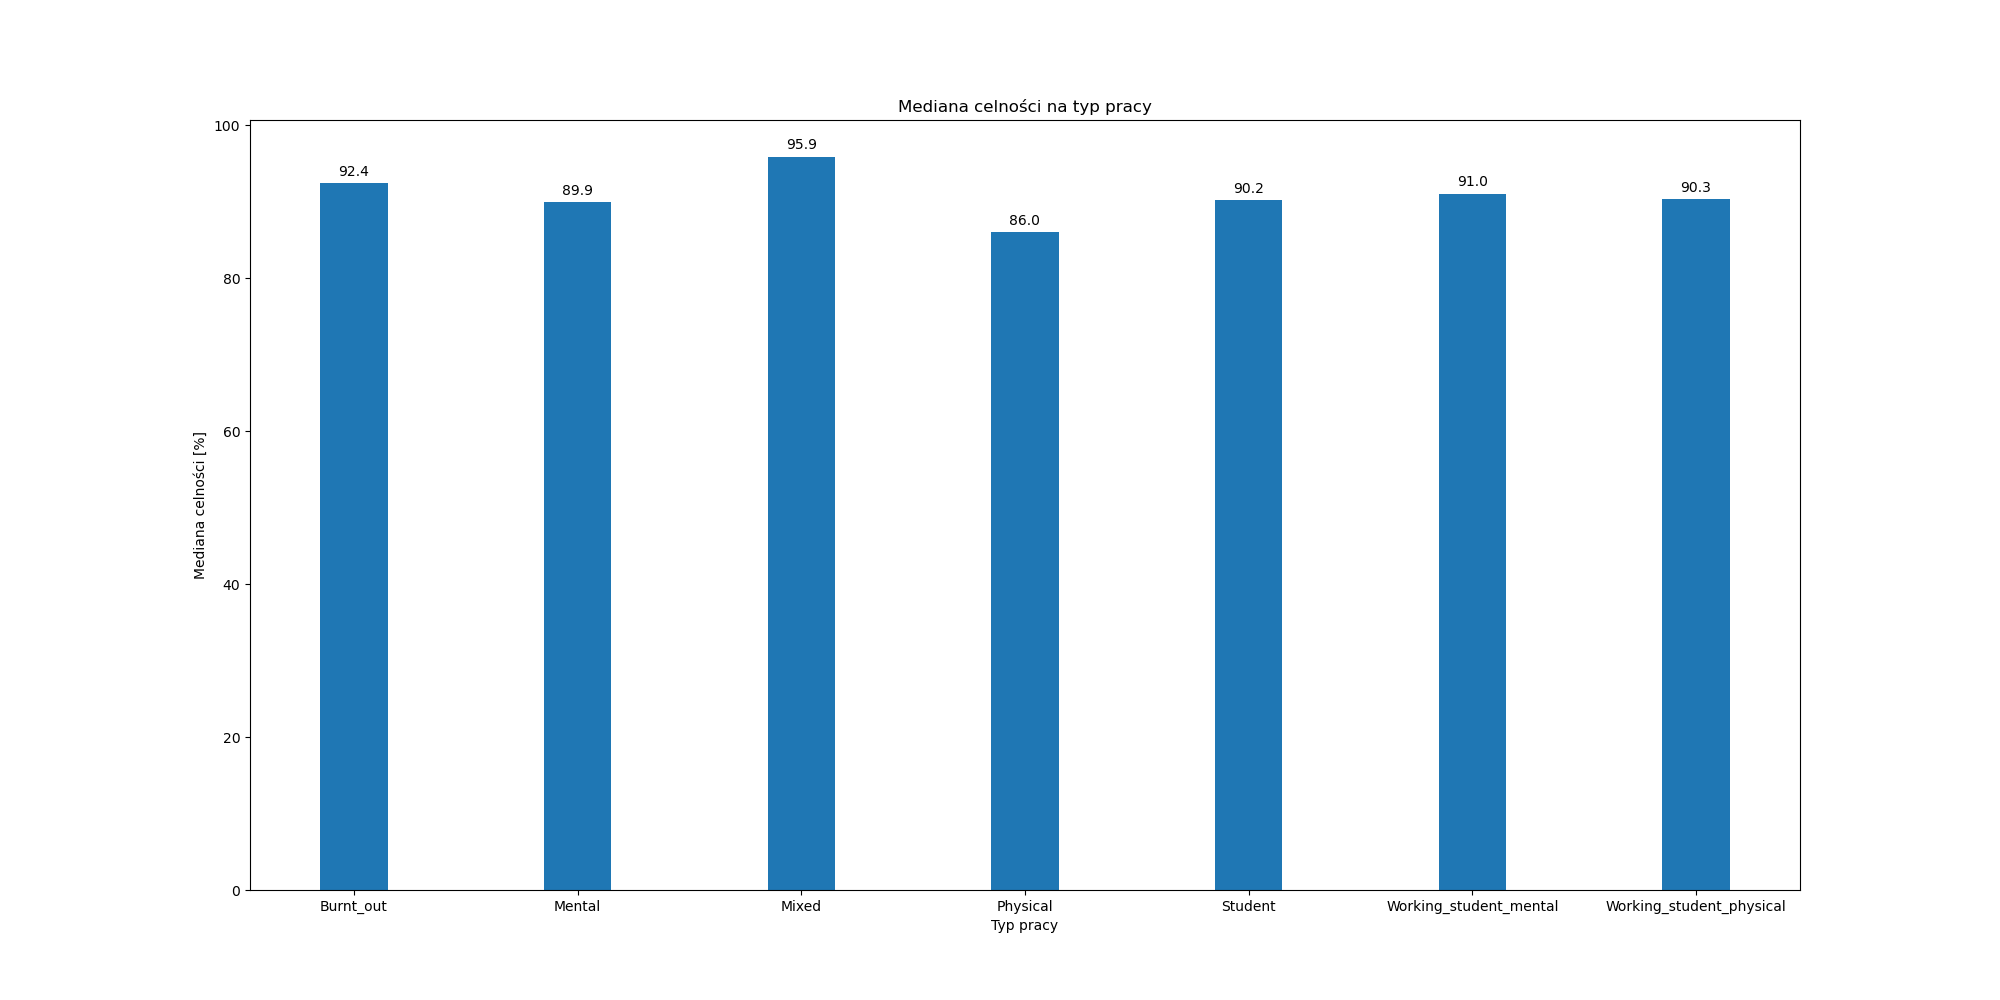 Mediana celności na typ pracy
Mediana celności [%]
100
80
60
40
20
0
92.4
89.9
95.9
86.0
90.2
91.0
90.3
Burnt_out
Mental
Mixed
Physical
Student
Working_student_mental
Working_student_physical
Typ pracy